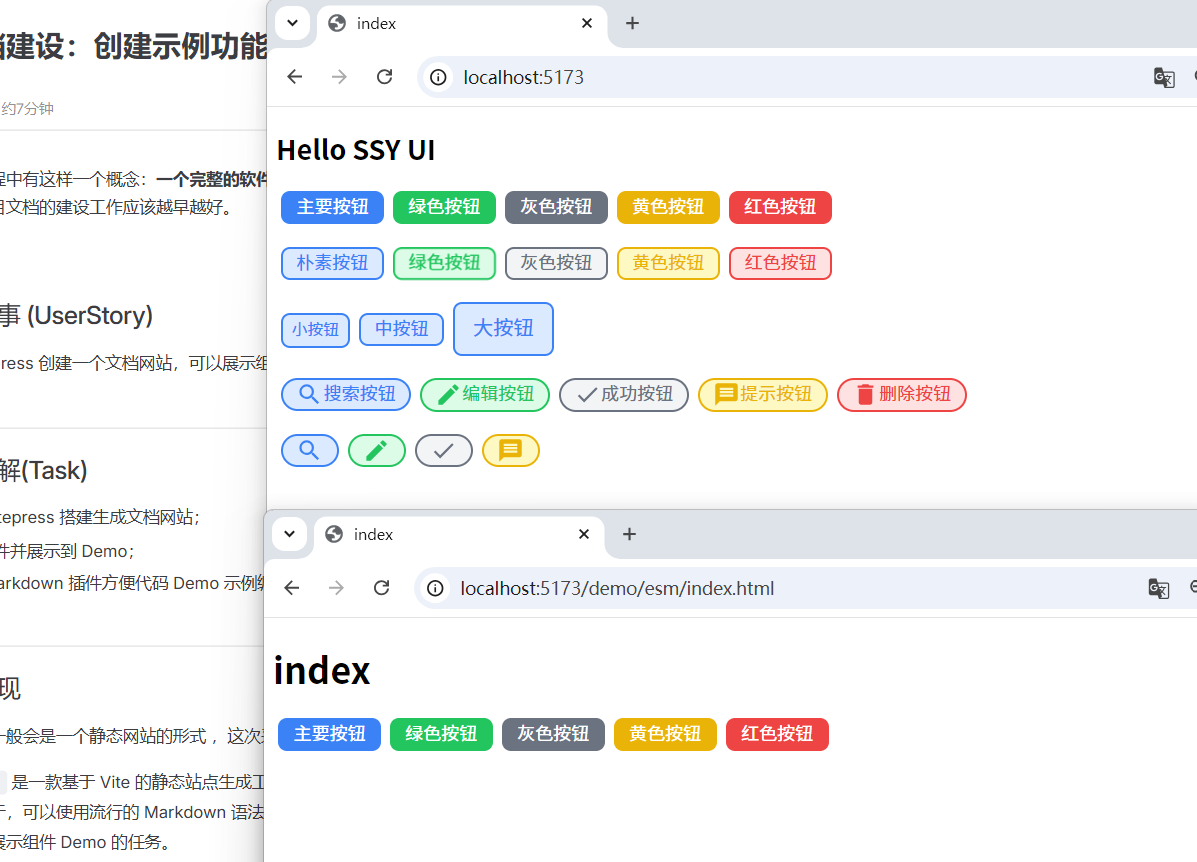 建设：创建示例功能
约7分钟
程中有这样一个概念：一个完整的软件
目文档的建设工作应该越早越好。
事 (UserStory)
ress 创建一个文档网站，可以展示组
解(Task)
tepress 搭建生成文档网站；
件并展示到 Demo；
arkdown 插件方便代码 Demo 示例编
现
一般会是一个静态网站的形式 ，这次
是一款基于 Vite 的静态站点生成工
于，可以使用流行的 Markdown 语法
展示组件 Demo 的任务。
index
localhost:5173
Hello SSY UI
主要按钮 绿色按钮 灰色按钮 黄色按钮 红色按钮
朴素按钮 绿色按钮 灰色按钮 黄色按钮 红色按钮
小按钮 中按钮 大按钮
搜索按钮 编辑按钮 成功按钮 提示按钮 删除按钮
index
localhost:5173/demo/esm/index.html
index
主要按钮 绿色按钮 灰色按钮 黄色按钮 红色按钮